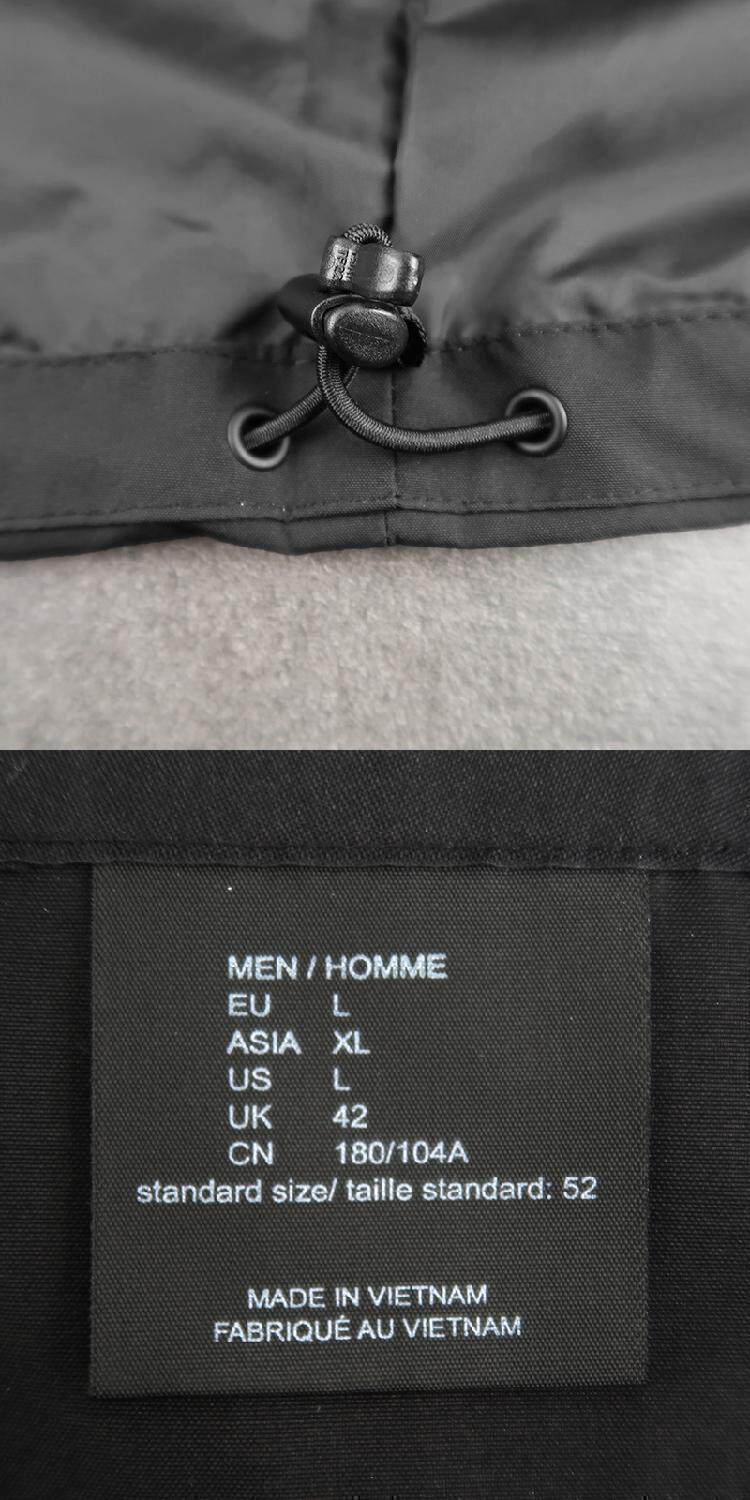 MEN / HOMME
EU L
ASIA XL
US L
UK 42
CN 180/104A
standard size/ taille standard: 52
MADE IN VIETNAM
FABRIQUÉ AU VIETNAM